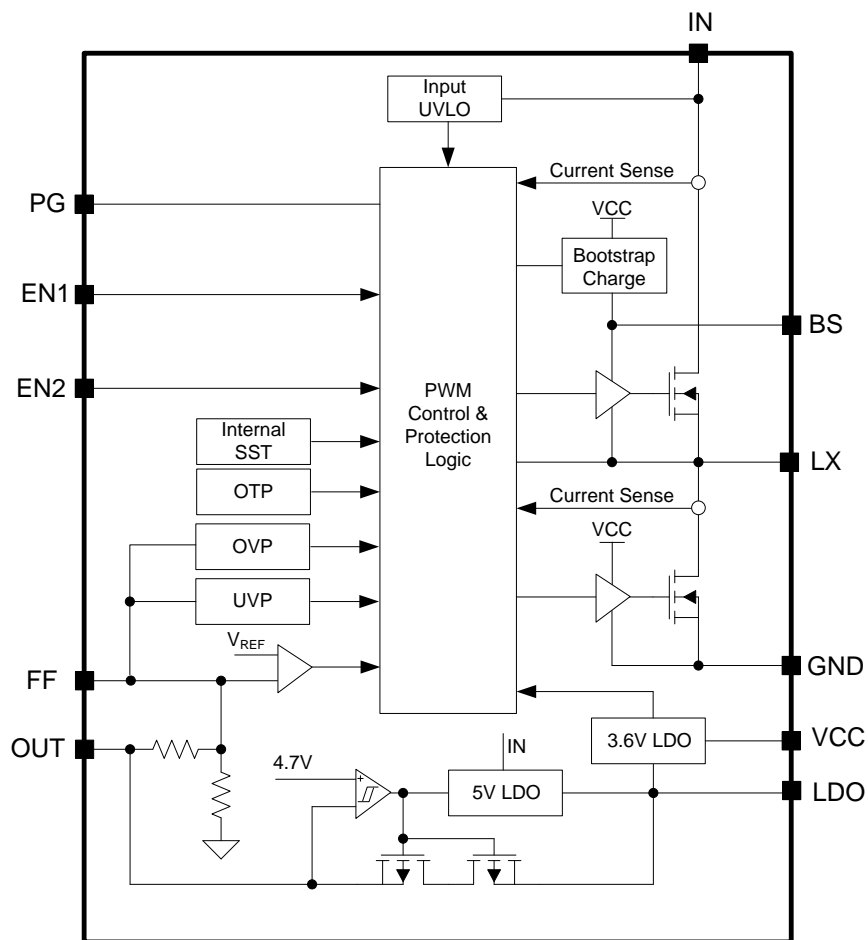 IN
Input
UVLO
Current Sense
PG
VCC
Bootstrap
Charge
EN1
BS
EN2
PWM
Control &
Protection
Logic
Internal
SST
LX
OTP
Current Sense
VCC
OVP
UVP
VREF
FF
GND
OUT
IN
3.6V LDO
VCC
4.7V
+
-
5V LDO
LDO